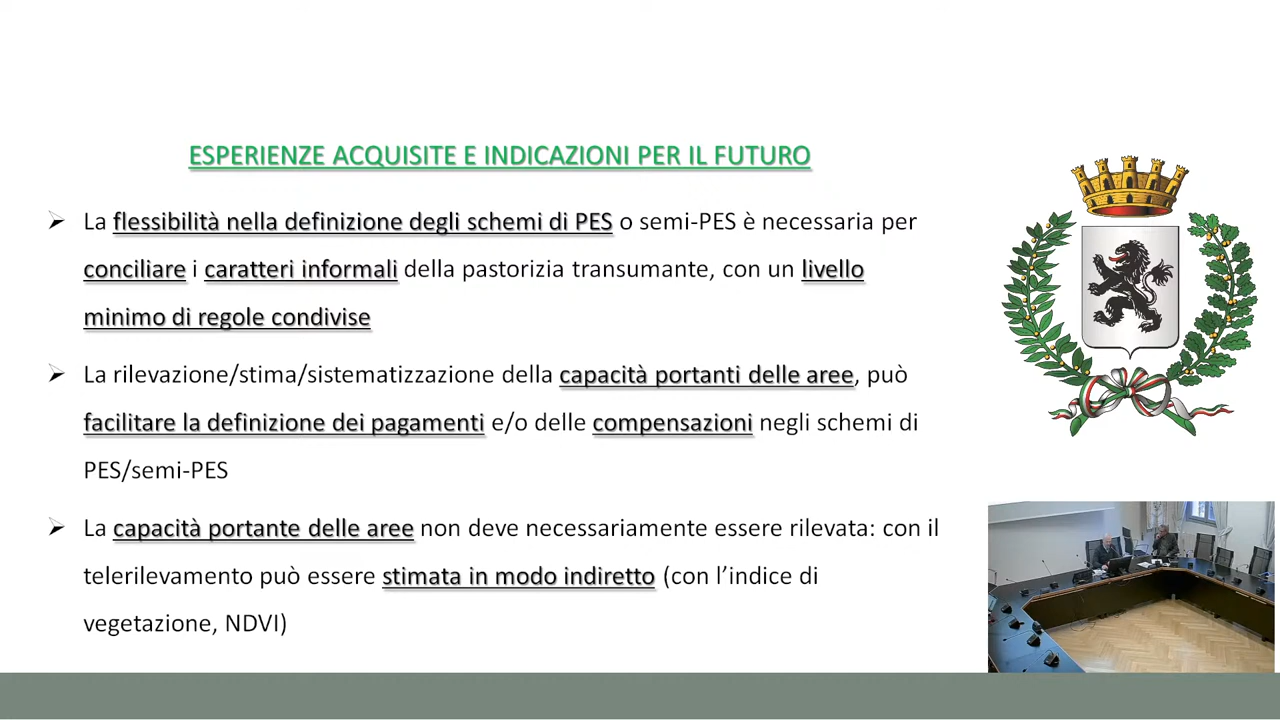 ESPERIENZE ACQUISITE E INDICAZIONI PER IL FUTURO
La flessibilità nella definizione degli schemi di PES o semi-PES è necessaria per
conciliare i caratteri informali della pastorizia transumante, con un livello
minimo di regole condivise
La rilevazione/stima/sistematizzazione della capacità portanti delle aree, può
facilitare la definizione dei pagamenti e/o delle compensazioni negli schemi di
PES/semi-PES
La capacità portante delle aree non deve necessariamente essere rilevata: con il
telerilevamento può essere stimata in modo indiretto (con l’indice di
vegetazione, NDVI)